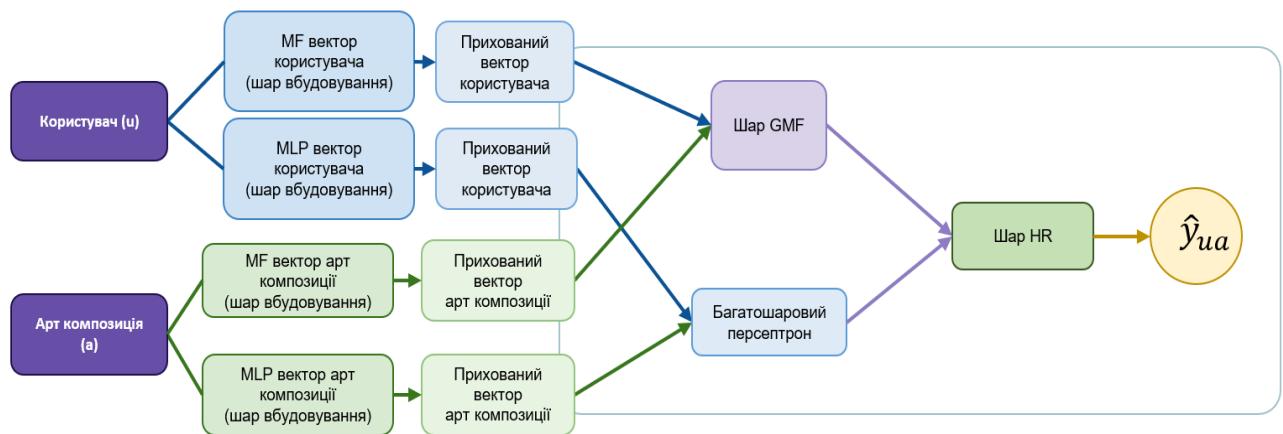 Користувач (u)
MF вектор
користувача
(шар вбудовування)
Прихований
вектор
користувача
MLP вектор
користувача
(шар вбудовування)
Прихований
вектор
користувача
Арт композиція
(a)
MF вектор арт
композиції
(шар вбудовування)
Прихований
вектор
арт композиції
MLP вектор арт
композиції
(шар вбудовування)
Прихований
вектор
арт композиції
Шар GMF
Багатошаровий
персептрон
Шар HR
ŷua